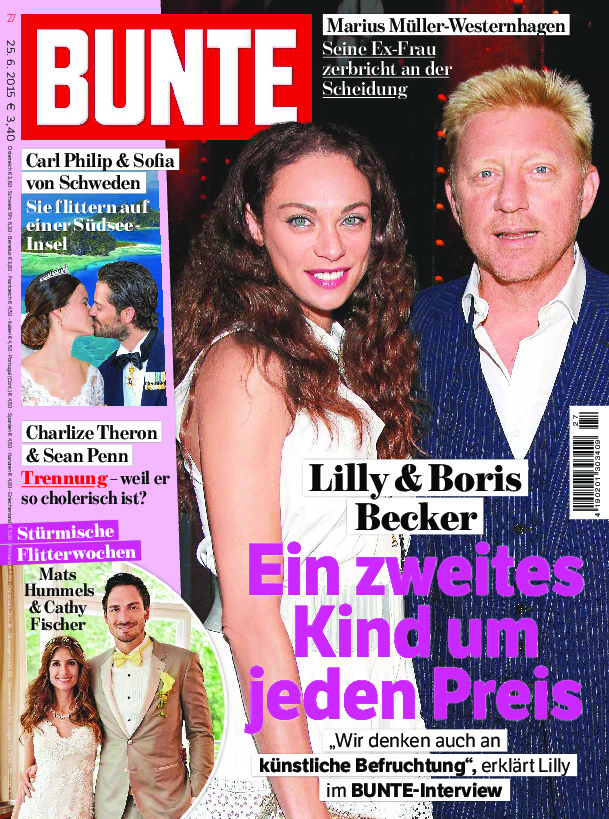 27
25. 6. 2015 € 3,40
BUNTE
Marius Müller-Westernhagen
Seine Ex-Frau
zerbricht an der
Scheidung
Carl Philip & Sofia
von Schweden
Sie flittern auf
einer Südsee-
Insel
Charlize Theron
& Sean Penn
Trennung – weil er
so cholerisch ist?
Stürmische
Flitterwochen
Mats
Hummels
& Cathy
Fischer
27
4 190201 303409
Lilly & Boris
Becker
Ein zweites
Kind um
jeden Preis
„Wir denken auch an
künstliche Befruchtung“, erklärt Lilly
im BUNTE-Interview